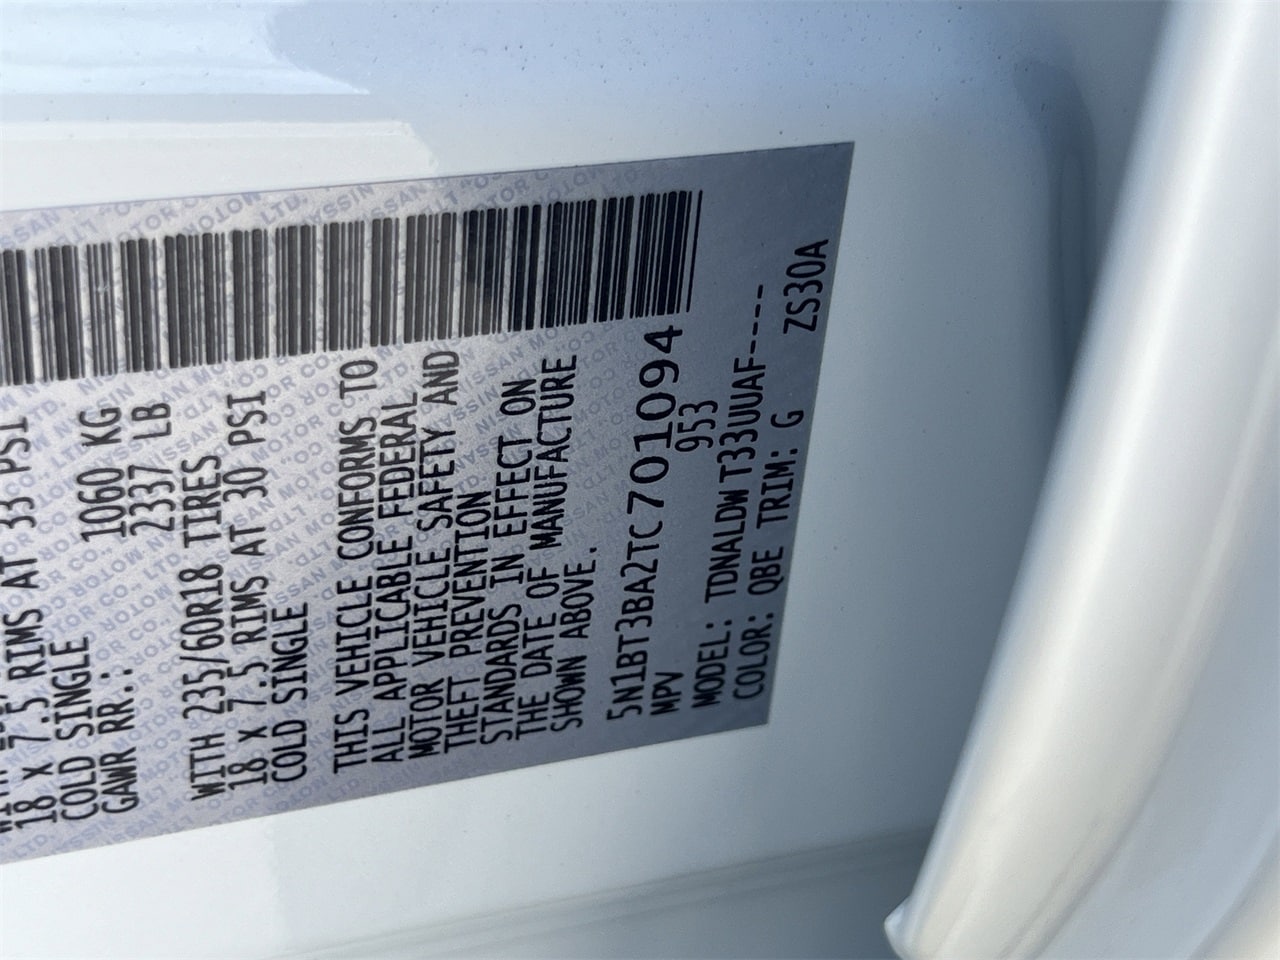 18 X 7.5 RIMS AT 33 PSI
COLD SINGLE
GAWR RR.: 1060 KG
2337 LB
WITH 235/60R18 TIRES
18 X 7.5 RIMS AT 30 PSI
COLD SINGLE
THIS VEHICLE CONFORMS TO
ALL APPLICABLE FEDERAL
MOTOR VEHICLE SAFETY AND
THEFT PREVENTION
STANDARDS IN EFFECT ON
THE DATE OF MANUFACTURE
SHOWN ABOVE.
5N1BT3BA2TC701094
MPV 953
MODEL: TDNALDWT33UUAF----
COLOR: QBE TRIM: G ZS30A